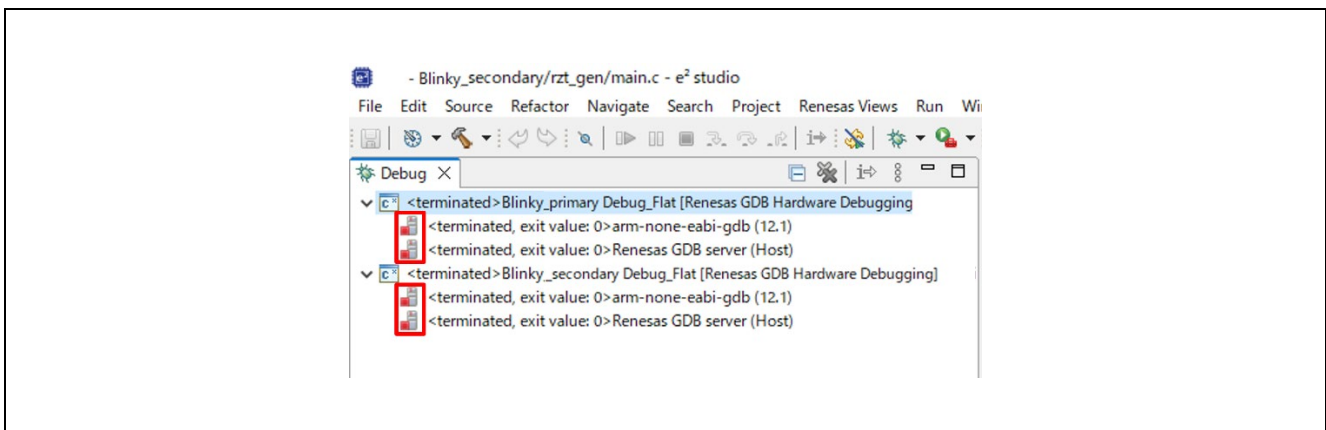 - Blinky_secondary/rzt_gen/main.c - e² studio
File Edit Source Refactor Navigate Search Project Renesas Views Run Wi
Debug
<terminated>Blinky_primary Debug_Flat [Renesas GDB Hardware Debugging
<terminated, exit value: 0>arm-none-eabi-gdb (12.1)
<terminated, exit value: 0>Renesas GDB server (Host)
<terminated>Blinky_secondary Debug_Flat [Renesas GDB Hardware Debugging]
<terminated, exit value: 0>arm-none-eabi-gdb (12.1)
<terminated, exit value: 0>Renesas GDB server (Host)